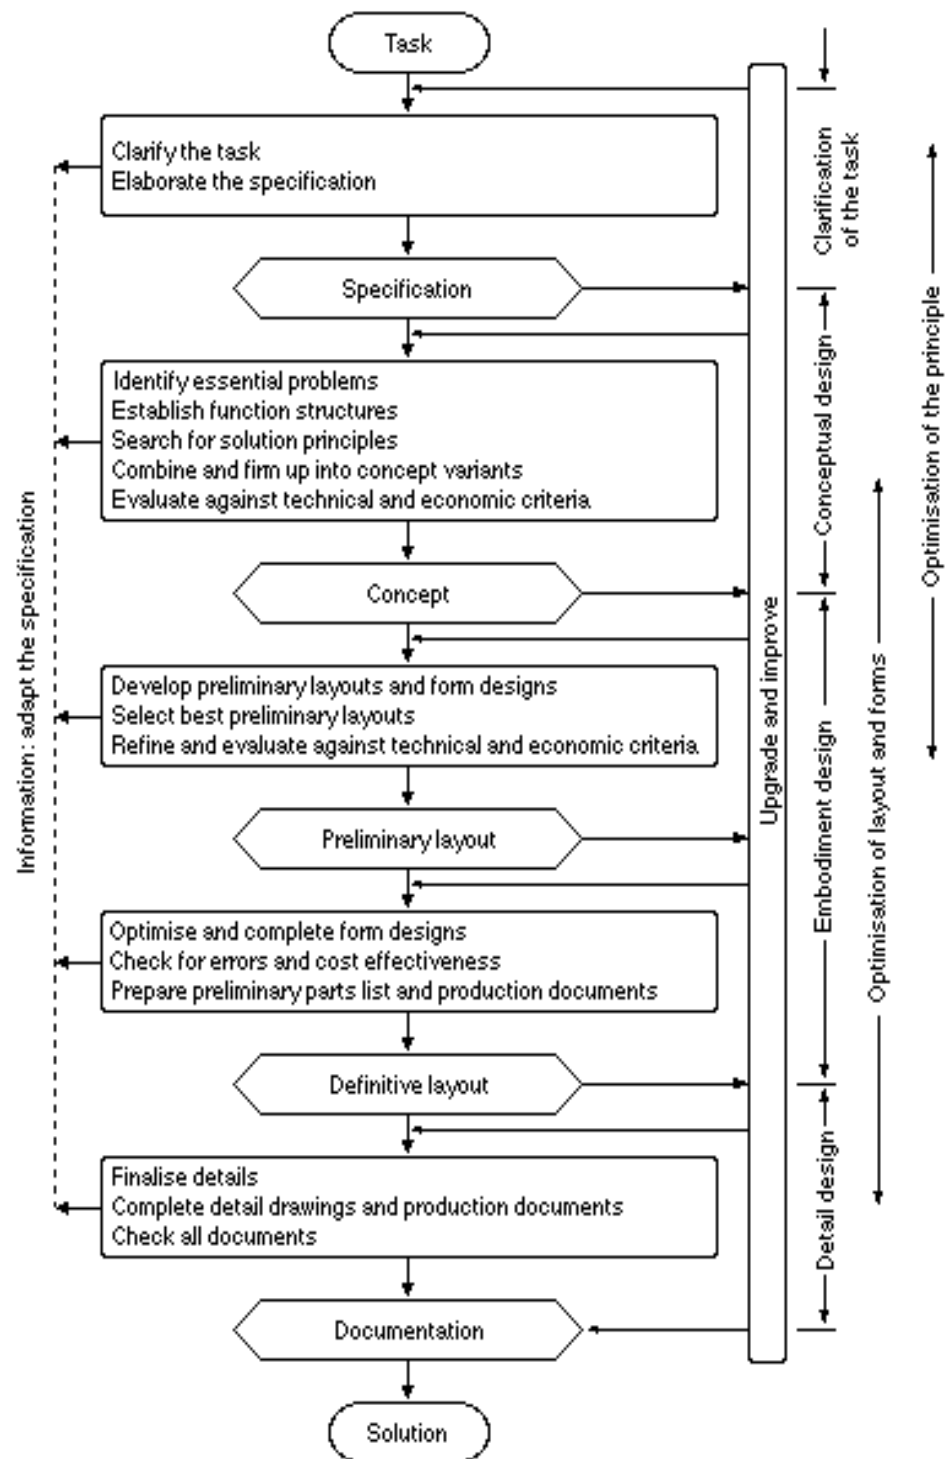 Task
Clarify the task
Elaborate the specification
Specification
Identify essential problems
Establish function structures
Search for solution principles
Combine and firm up into concept variants
Evaluate against technical and economic criteria
Concept
Develop preliminary layouts and form designs
Select best preliminary layouts
Refine and evaluate against technical and economic criteria
Preliminary layout
Optimise and complete form designs
Check for errors and cost effectiveness
Prepare preliminary parts list and production documents
Definitive layout
Finalise details
Complete detail drawings and production documents
Check all documents
Documentation
Solution
Information: adapt the specification
Upgrade and improve
Clarification
of the task
Conceptual design
Embodiment design
Detail design
Optimisation of layout and forms
Optimisation of the principle